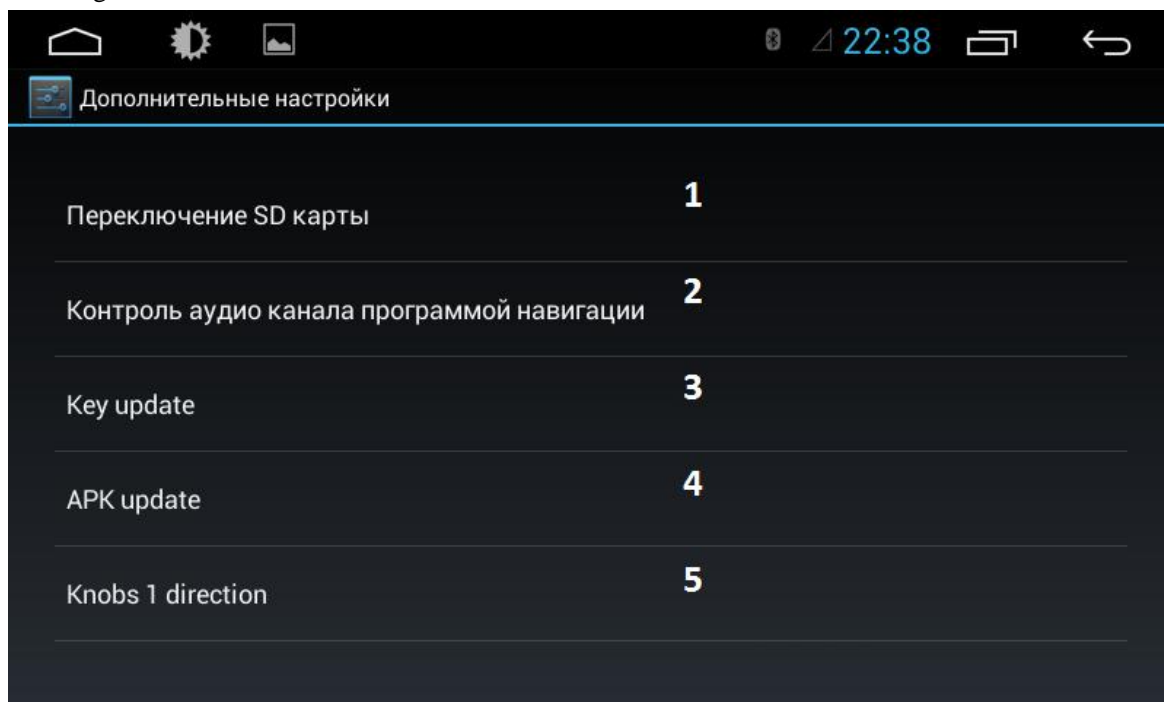 22:38
Дополнительные настройки
1
Переключение SD карты
2
Контроль аудио канала программой навигации
3
Key update
4
APK update
5
Knobs 1 direction